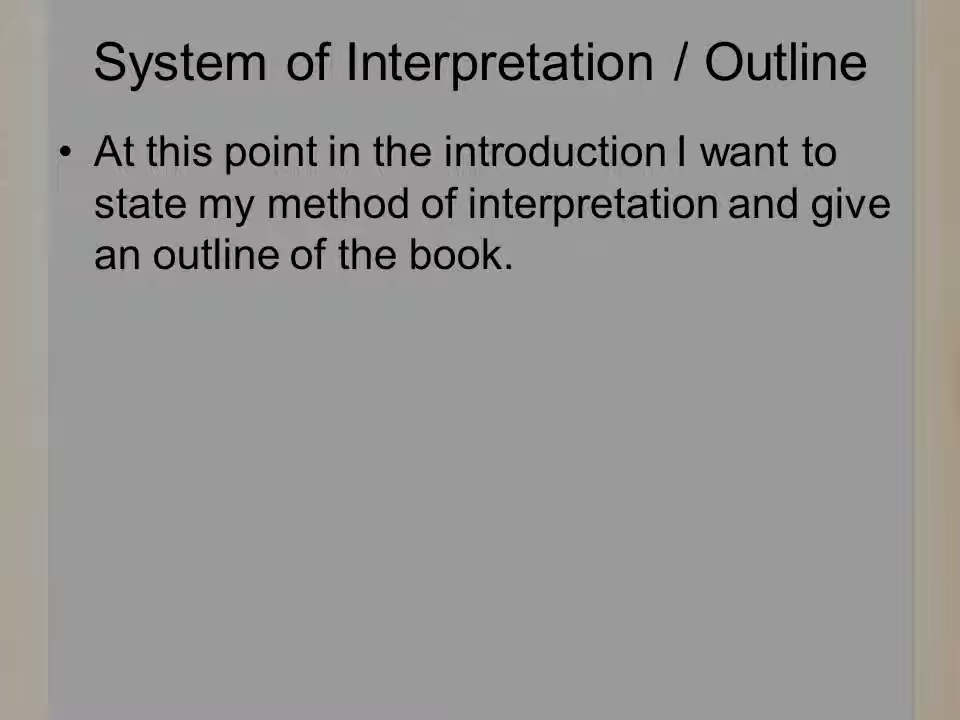 System of Interpretation / Outline
• At this point in the introduction I want to
state my method of interpretation and give
an outline of the book.